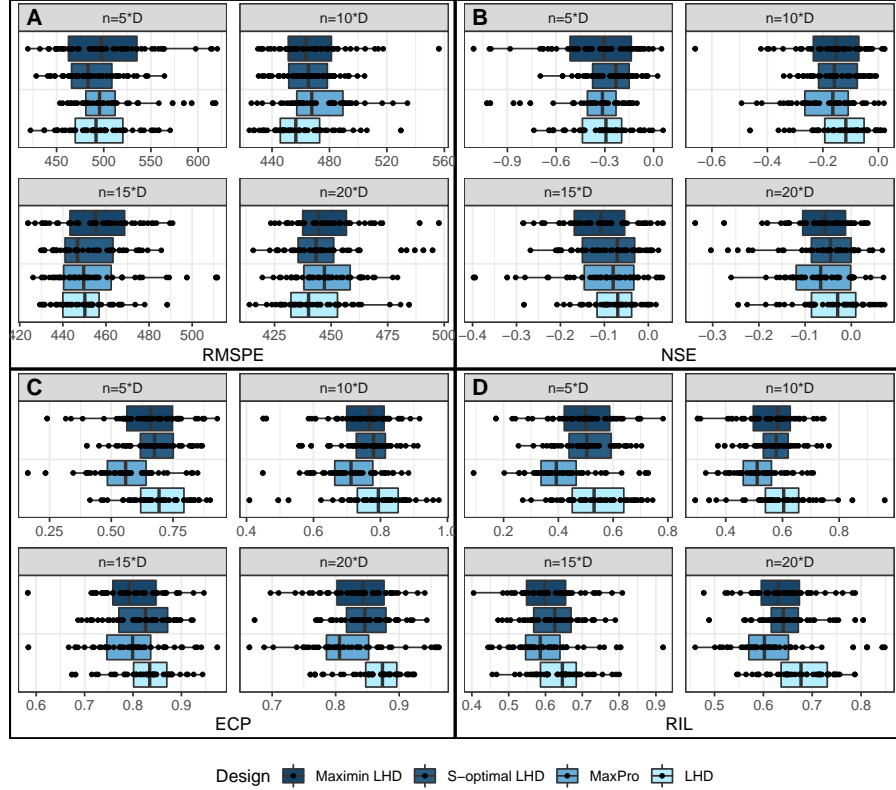 A
n=5*D
n=10*D
450 500 550 600
420 440 480 520 560
n=15*D
n=20*D
420 440 460 480 500
425 450 475 500
RMSPE
B
n=5*D
n=10*D
−0.9 −0.6 −0.3 0.0
−0.6 −0.4 −0.2 0.0
n=15*D
n=20*D
−0.4 −0.3 −0.2 −0.1 0.0
−0.3 −0.2 −0.1 0.0
NSE
C
n=5*D
n=10*D
0.25 0.50 0.75
0.4 0.6 0.8 1.0
n=15*D
n=20*D
0.6 0.7 0.8 0.9
0.7 0.8 0.9
ECP
D
n=5*D
n=10*D
0.2 0.4 0.6 0.8
0.4 0.6 0.8
n=15*D
n=20*D
0.4 0.5 0.6 0.7 0.8 0.9
0.5 0.6 0.7 0.8
RIL
Design Maximin LHD S−optimal LHD MaxPro LHD